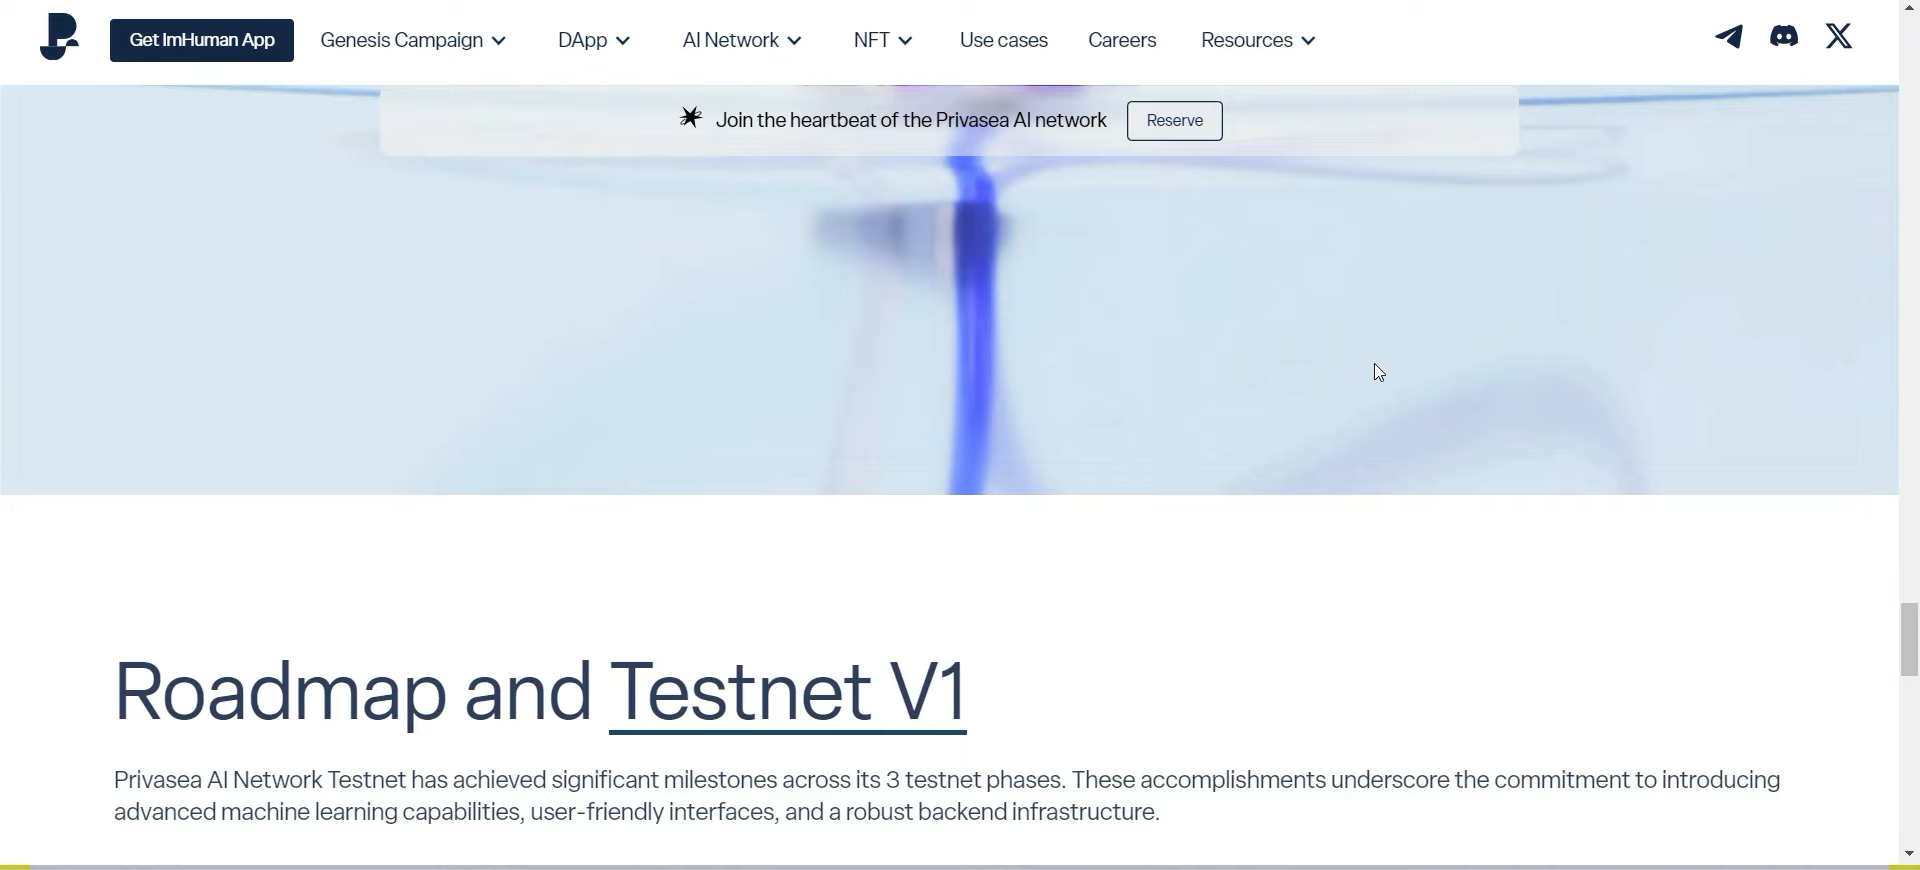 Get ImHuman App Genesis Campaign DApp AI Network NFT Use cases Careers Resources
Join the heartbeat of the Privasea AI network Reserve
Roadmap and Testnet V1
Privasea AI Network Testnet has achieved significant milestones across its 3 testnet phases. These accomplishments underscore the commitment to introducing
advanced machine learning capabilities, user-friendly interfaces, and a robust backend infrastructure.